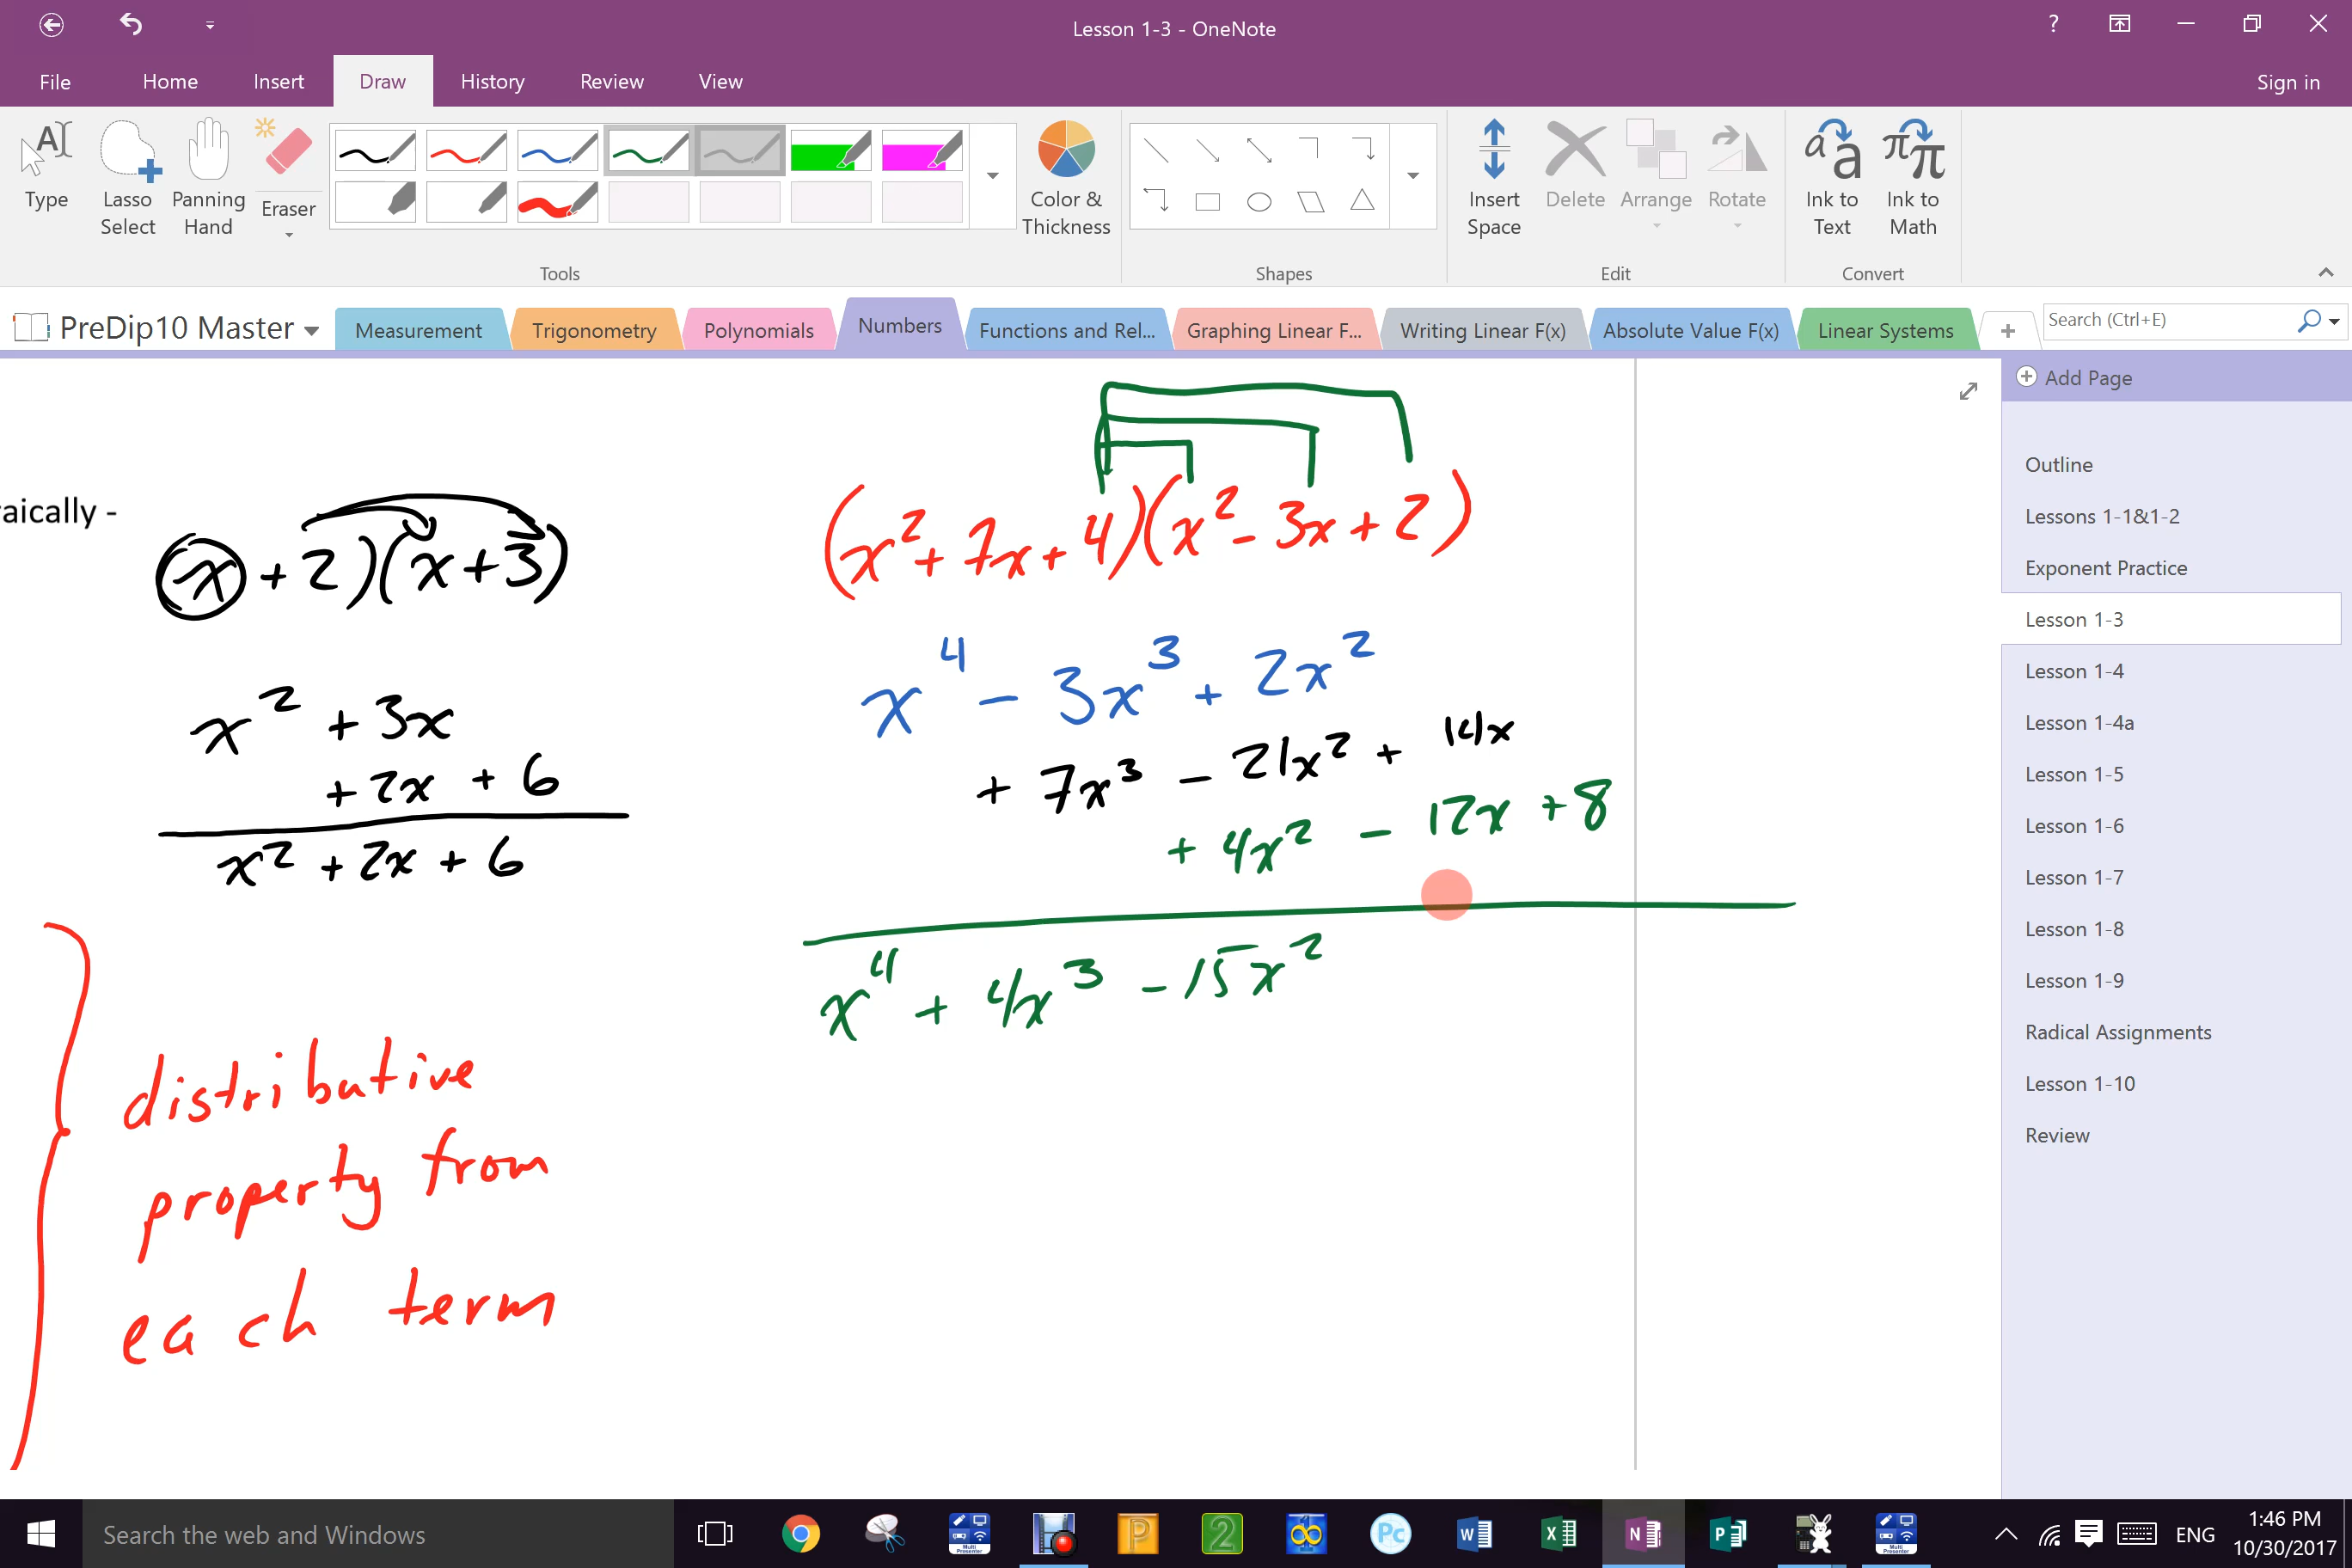 Lesson 1-3 - OneNote
?
File Home Insert Draw History Review View Sign in
Type Lasso Select Panning Hand Eraser Color & Thickness Insert Space Delete Arrange Rotate Ink to Text Ink to Math
Tools Shapes Edit Convert
PreDip10 Master Measurement Trigonometry Polynomials Numbers Functions and Rel... Graphing Linear F... Writing Linear F(x) Absolute Value F(x) Linear Systems + Search (Ctrl+E)
Add Page
Outline
Lessons 1-1&1-2
Exponent Practice
Lesson 1-3
Lesson 1-4
Lesson 1-4a
Lesson 1-5
Lesson 1-6
Lesson 1-7
Lesson 1-8
Lesson 1-9
Radical Assignments
Lesson 1-10
Review
raically -
(x + 2)(x + 3)
x² + 3x
+ 2x + 6
x² + 2x + 6
distributive
property from
each term
(x² + 7x + 4)(x² - 3x + 2)
x⁴ - 3x³ + 2x²
+ 7x³ - 21x² + 14x
+ 4x² - 12x + 8
x⁴ + 4x³ - 15x²
Search the web and Windows
ENG
1:46 PM
10/30/2017